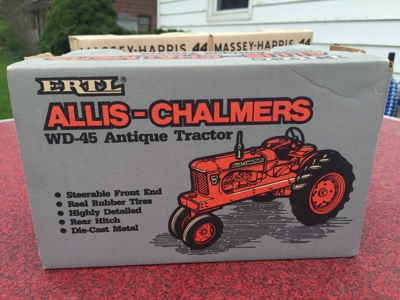 MASSEY-HARRIS 44 MASSEY-HARRIS 44
ERTL®
ALLIS-CHALMERS
WD-45 Antique Tractor
• Steerable Front End
• Real Rubber Tires
• Highly Detailed
• Rear Hitch
• Die-Cast Metal